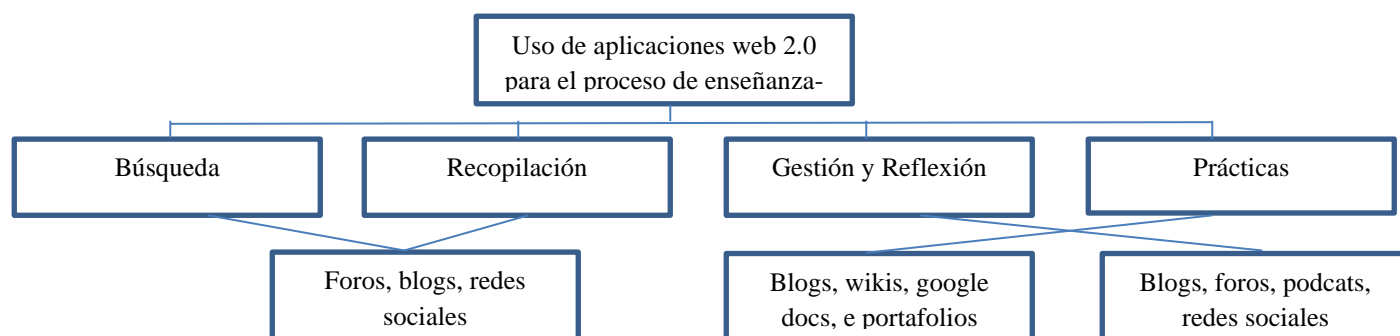 Uso de aplicaciones web 2.0
para el proceso de enseñanza-
Búsqueda
Recopilación
Gestión y Reflexión
Prácticas
Foros, blogs, redes
sociales
Blogs, wikis, google
docs, e portafolios
Blogs, foros, podcats,
redes sociales